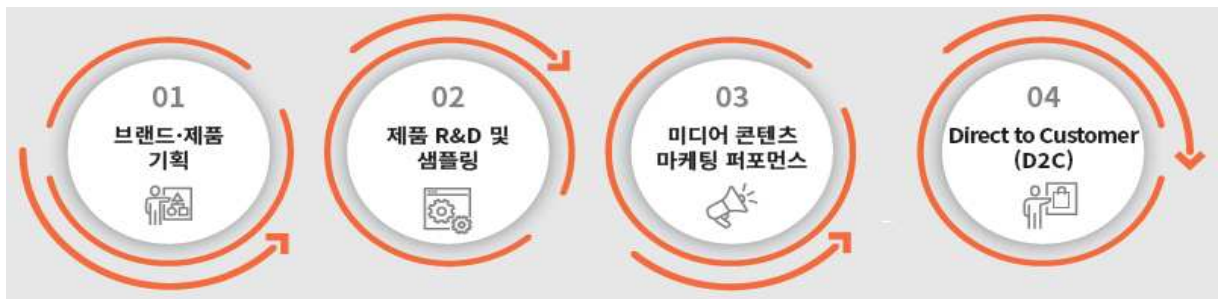 01
브랜드·제품
기획
02
제품 R&D 및
샘플링
03
미디어 콘텐츠
마케팅 퍼포먼스
04
Direct to Customer
(D2C)